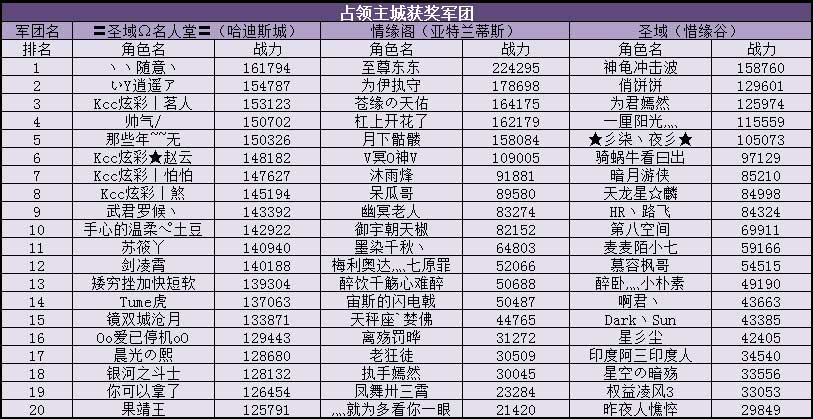 占领主城获奖军团
军团名 〓圣域Ω名人堂〓（哈迪斯城） 情缘阁（亚特兰蒂斯） 圣域（惜缘谷）
排名 角色名 战力 角色名 战力 角色名 战力
1 丶丶随意丶 161794 至尊东东 224295 神龟冲击波 158760
2 いY逍遥ァ 154787 为伊执守 178698 俏饼饼 129601
3 Kcc炫彩丨茗人 153123 苍缘の天佑 164175 为君嫣然 125974
4 帅气/ 150702 杠上开花了 162179 一厘阳光灬 115559
5 那些年~~无 150326 月下骷髅 158084 ★彡柒丶夜彡★ 105073
6 Kcc炫彩★赵云 148182 V冥O神V 109005 骑蜗牛看曰出 97129
7 Kcc炫彩丨怕怕 147627 沐雨烽 91881 暗月游侠 85210
8 Kcc炫彩丨煞 145194 呆瓜哥 89580 天龙星☆麟 84998
9 武君罗候丶 143392 幽冥老人 83274 HR丶路飞 84324
10 手心的温柔ぺ土豆 142922 御宇朝天椒 82152 第八空间 69911
11 苏筱丫 140940 墨染千秋丶 64803 麦麦陌小七 59166
12 剑凌霄 140188 梅利奥达灬七原罪 52066 慕容枫哥 54515
13 矮穷挫加快短软 139304 醉饮千觞心难醉 50688 醉卧灬小朴素 49190
14 Tume虎 137063 宙斯的闪电戟 50487 啊君丶 43663
15 镜双城沧月 133871 天秤座`婪佛 44765 Dark丶Sun 43385
16 Oo爱已停机oO 129443 离殇罚晔 31272 星彡尘 42405
17 晨光の熙 128680 老狂徒 30509 印度阿三印度人 34540
18 银河之斗士 128132 执手嫣然 30045 星空の暗殇 33556
19 你可以拿了 126454 凤舞卅三霄 23284 权益凌风3 33053
20 果靖王 125791 灬就为多看你一眼 21420 昨夜人憔悴 29849